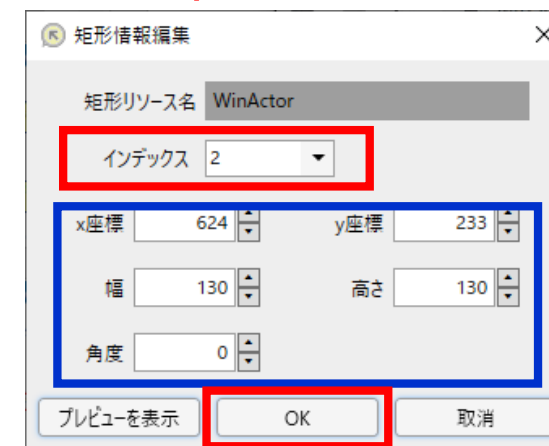 矩形情報編集
矩形リソース名 WinActor
インデックス 2
x座標 624 y座標 233
幅 130 高さ 130
角度 0
プレビューを表示 OK 取消